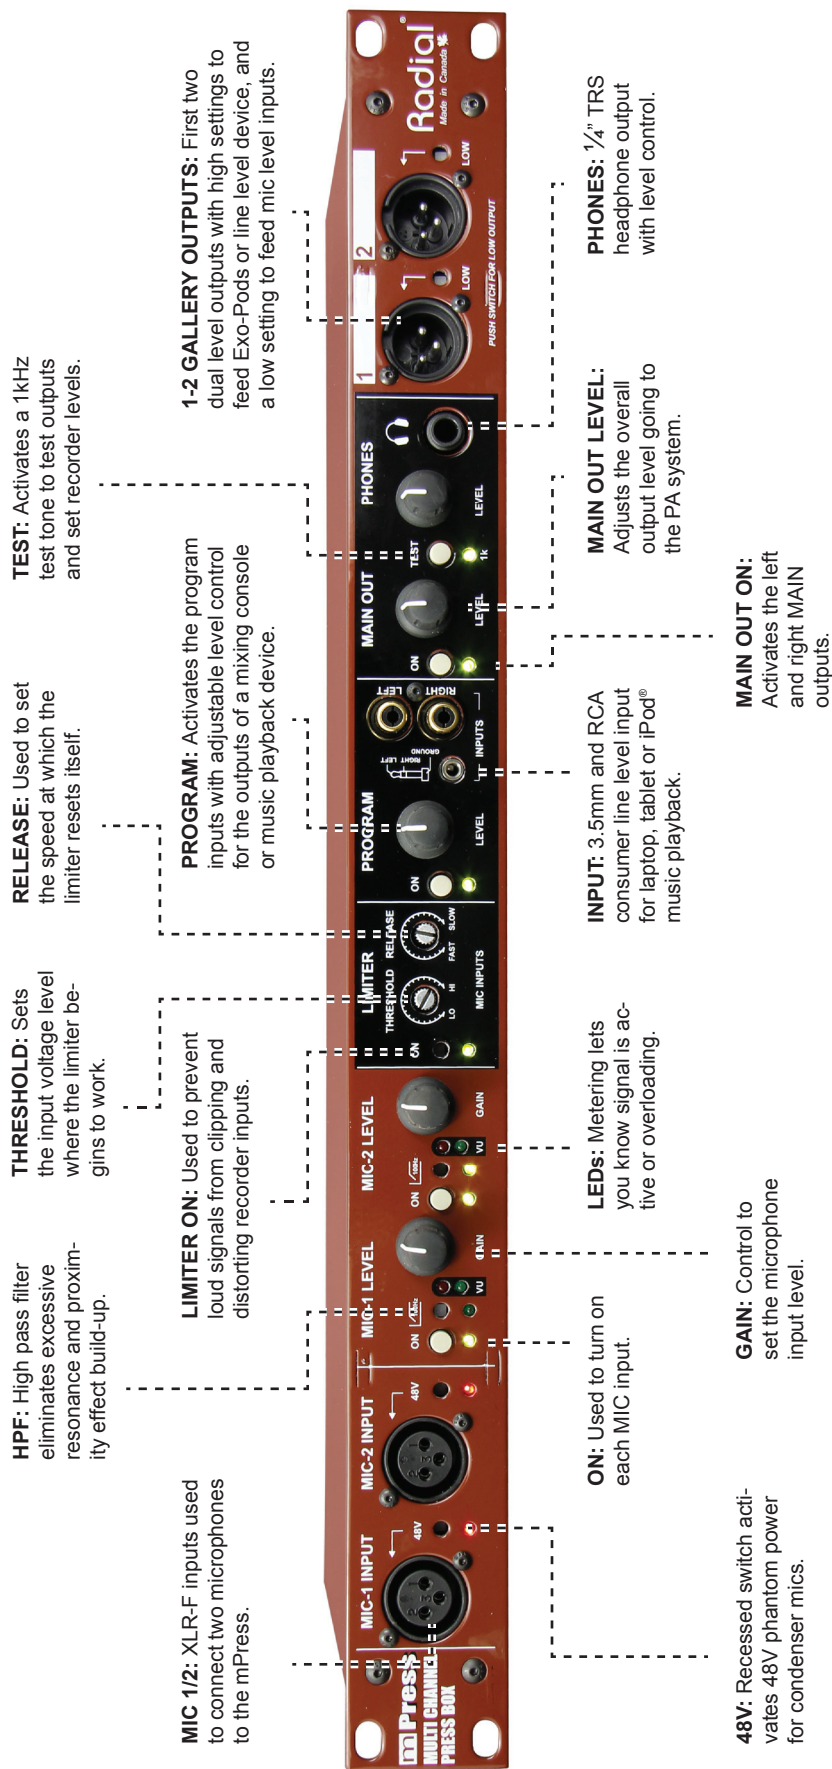 HPF: High pass filter
eliminates excessive
resonance and proxim-
ity effect build-up.
THRESHOLD: Sets
the input voltage level
where the limiter be-
gins to work.
RELEASE: Used to set
the speed at which the
limiter resets itself.
TEST: Activates a 1kHz
test tone to test outputs
and set recorder levels.
MIC 1/2: XLR-F inputs used
to connect two microphones
to the mPress.
LIMITER ON: Used to prevent
loud signals from clipping and
distorting recorder inputs.
PROGRAM: Activates the program
inputs with adjustable level control
for the outputs of a mixing console
or music playback device.
1-2 GALLERY OUTPUTS: First two
dual level outputs with high settings to
feed Exo-Pods or line level device, and
a low setting to feed mic level inputs.
mPress
MULTI CHANNEL
PRESS BOX
MIC-1 INPUT
48V
MIC-2 INPUT
48V
MIC-1 LEVEL
ON
VU
GAIN
MIC-2 LEVEL
ON
100Hz
VU
GAIN
LIMITER
ON
THRESHOLD
RELEASE
LO
HI
FAST
SLOW
MIC INPUTS
PROGRAM
ON
LEVEL
GROUND
RIGHT
LEFT
LEFT
RIGHT
INPUTS
MAIN OUT
ON
LEVEL
TEST
1k
PHONES
LEVEL
1
2
LOW
LOW
PUSH SWITCH FOR LOW OUTPUT
Radial
Made in Canada
48V: Recessed switch acti-
vates 48V phantom power
for condenser mics.
ON: Used to turn on
each MIC input.
GAIN: Control to
set the microphone
input level.
LEDs: Metering lets
you know signal is ac-
tive or overloading.
INPUT: 3.5mm and RCA
consumer line level input
for laptop, tablet or iPod®
music playback.
MAIN OUT ON:
Activates the left
and right MAIN
outputs.
MAIN OUT LEVEL:
Adjusts the overall
output level going to
the PA system.
PHONES: ¼” TRS
headphone output
with level control.